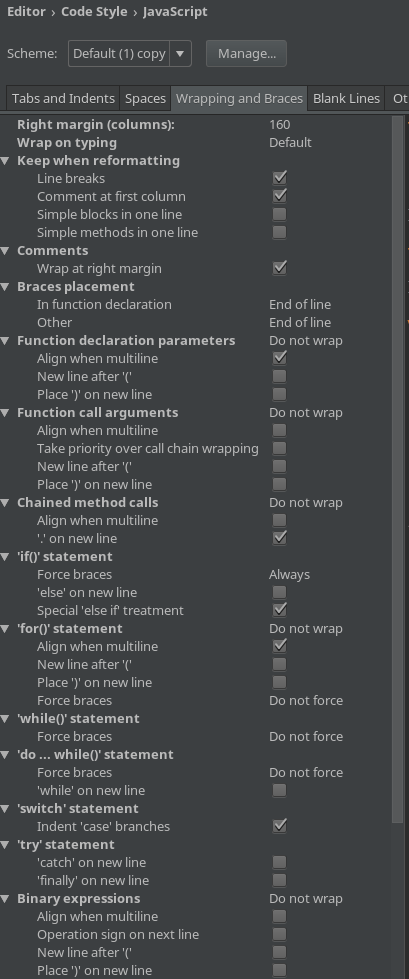 Editor › Code Style › JavaScript
Scheme: Default (1) copy Manage...
Tabs and Indents Spaces Wrapping and Braces Blank Lines Ot
Right margin (columns): 160
Wrap on typing Default
Keep when reformatting
Line breaks
Comment at first column
Simple blocks in one line
Simple methods in one line
Comments
Wrap at right margin
Braces placement
In function declaration End of line
Other End of line
Function declaration parameters Do not wrap
Align when multiline
New line after '('
Place ')' on new line
Function call arguments Do not wrap
Align when multiline
Take priority over call chain wrapping
New line after '('
Place ')' on new line
Chained method calls Do not wrap
Align when multiline
'.' on new line
'if()' statement
Force braces Always
'else' on new line
Special 'else if' treatment
'for()' statement Do not wrap
Align when multiline
New line after '('
Place ')' on new line
Force braces Do not force
'while()' statement
Force braces Do not force
'do ... while()' statement
Force braces Do not force
'while' on new line
'switch' statement
Indent 'case' branches
'try' statement
'catch' on new line
'finally' on new line
Binary expressions Do not wrap
Align when multiline
Operation sign on next line
New line after '('
Place ')' on new line